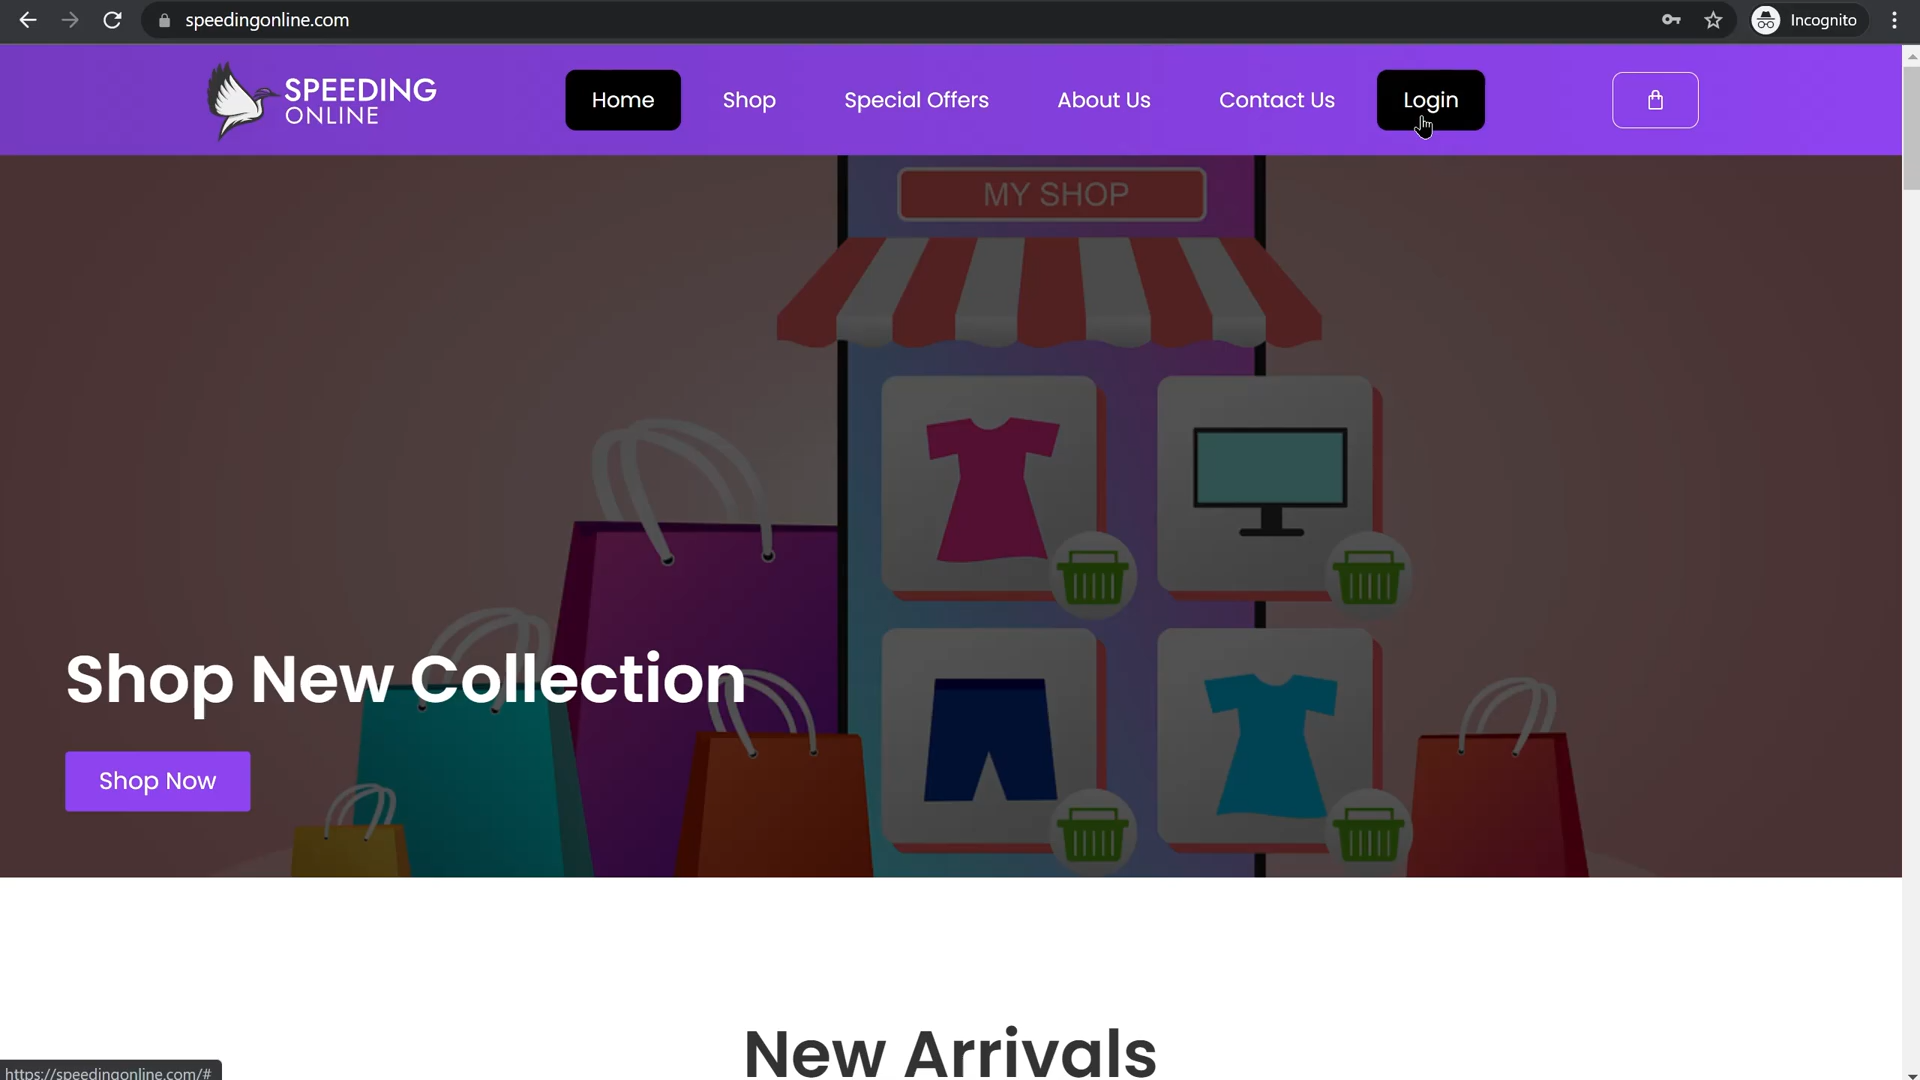 speedingonline.com
Incognito
SPEEDING
ONLINE
Home
Shop
Special Offers
About Us
Contact Us
Login
MY SHOP
Shop New Collection
Shop Now
New Arrivals
https://speedingonline.com/#